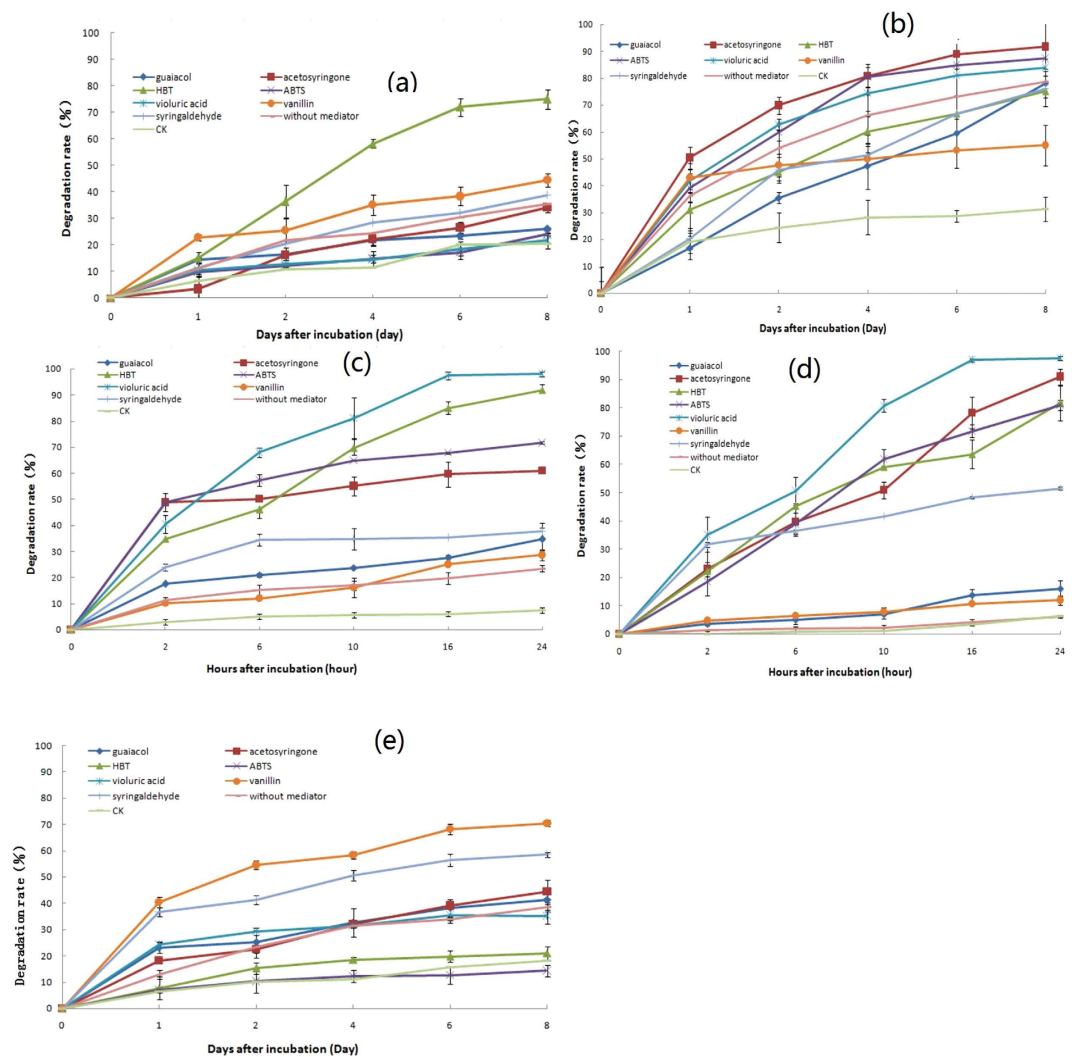 (a)
guaiacol acetosyringone
HBT ABTS
violuric acid vanillin
syringaldehyde without mediator
CK
Degradation rate (%)
100
90
80
70
60
50
40
30
20
10
0
0 1 2 4 6 8
Days after incubation (day)
(b)
guaiacol acetosyringone HBT
ABTS violuric acid vanillin
syringaldehyde without mediator CK
Degradation rate (%)
100
90
80
70
60
50
40
30
20
10
0
0 1 2 4 6 8
Days after incubation (Day)
(c)
guaiacol acetosyringone
HBT ABTS
violuric acid vanillin
syringaldehyde without mediator
CK
Degradation rate (%)
100
90
80
70
60
50
40
30
20
10
0
0 2 6 10 16 24
Hours after incubation (hour)
(d)
guaiacol
acetosyringone
HBT
ABTS
violuric acid
vanillin
syringaldehyde
without mediator
CK
Degradation rate (%)
100
90
80
70
60
50
40
30
20
10
0
0 2 6 10 16 24
Hours after incubation (hour)
(e)
guaiacol acetosyringone
HBT ABTS
violuric acid vanillin
syringaldehyde without mediator
CK
Degradation rate (%)
100
90
80
70
60
50
40
30
20
10
0
0 1 2 4 6 8
Days after incubation (Day)